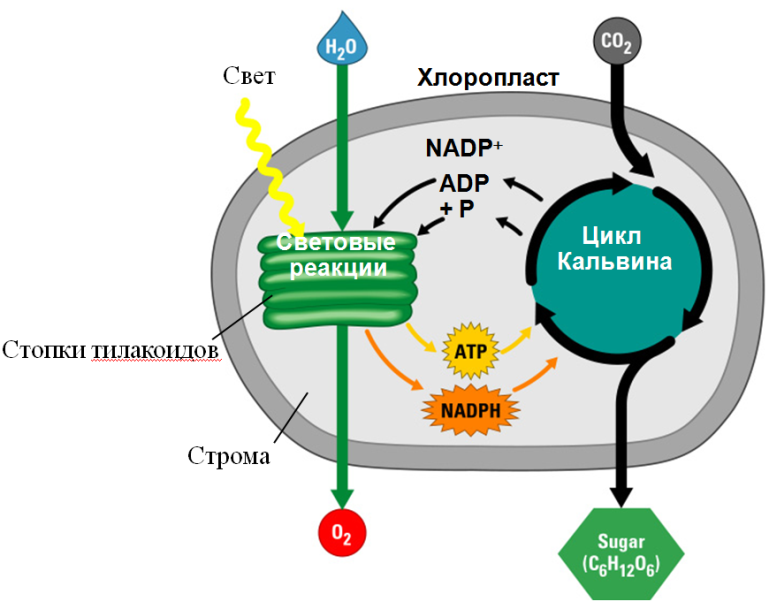 H₂O
CO₂
Свет
Хлоропласт
NADP⁺
ADP
+ P
Световые
реакции
Цикл
Кальвина
Стопки тилакоидов
ATP
NADPH
Строма
O₂
Sugar
(C₆H₁₂O₆)